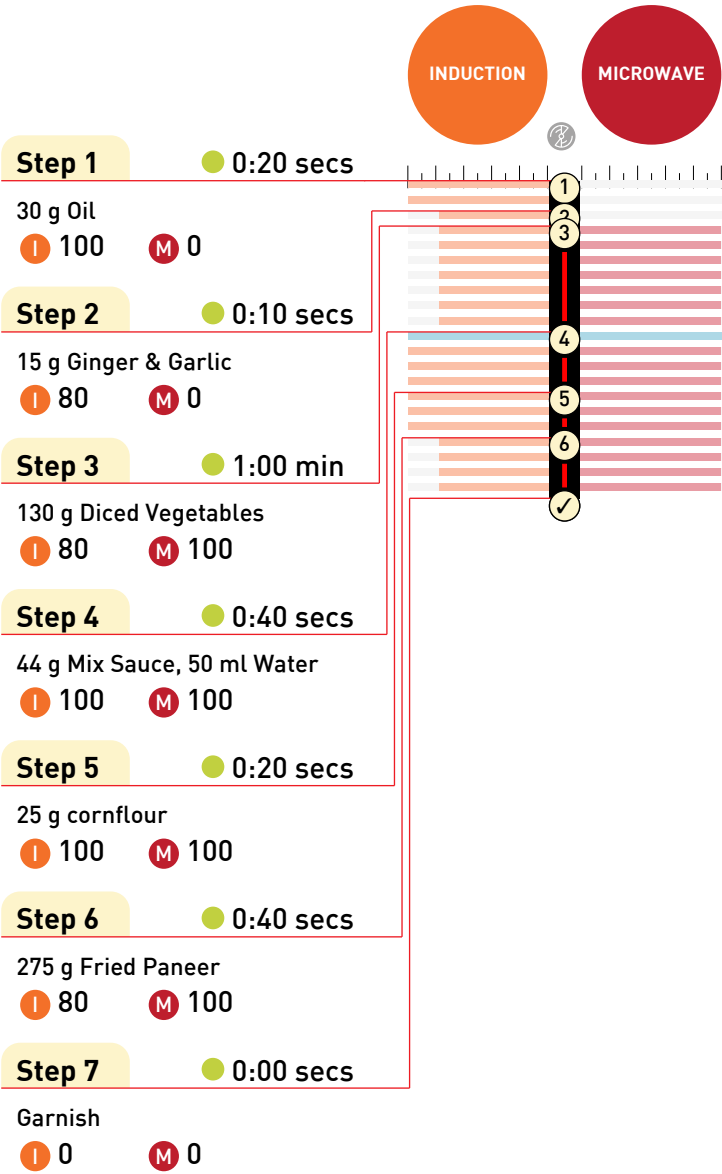 INDUCTION MICROWAVE
Step 1 0:20 secs
30 g Oil
I 100 M 0
Step 2 0:10 secs
15 g Ginger & Garlic
I 80 M 0
Step 3 1:00 min
130 g Diced Vegetables
I 80 M 100
Step 4 0:40 secs
44 g Mix Sauce, 50 ml Water
I 100 M 100
Step 5 0:20 secs
25 g cornflour
I 100 M 100
Step 6 0:40 secs
275 g Fried Paneer
I 80 M 100
Step 7 0:00 secs
Garnish
I 0 M 0
1
2
3
4
5
6
✓